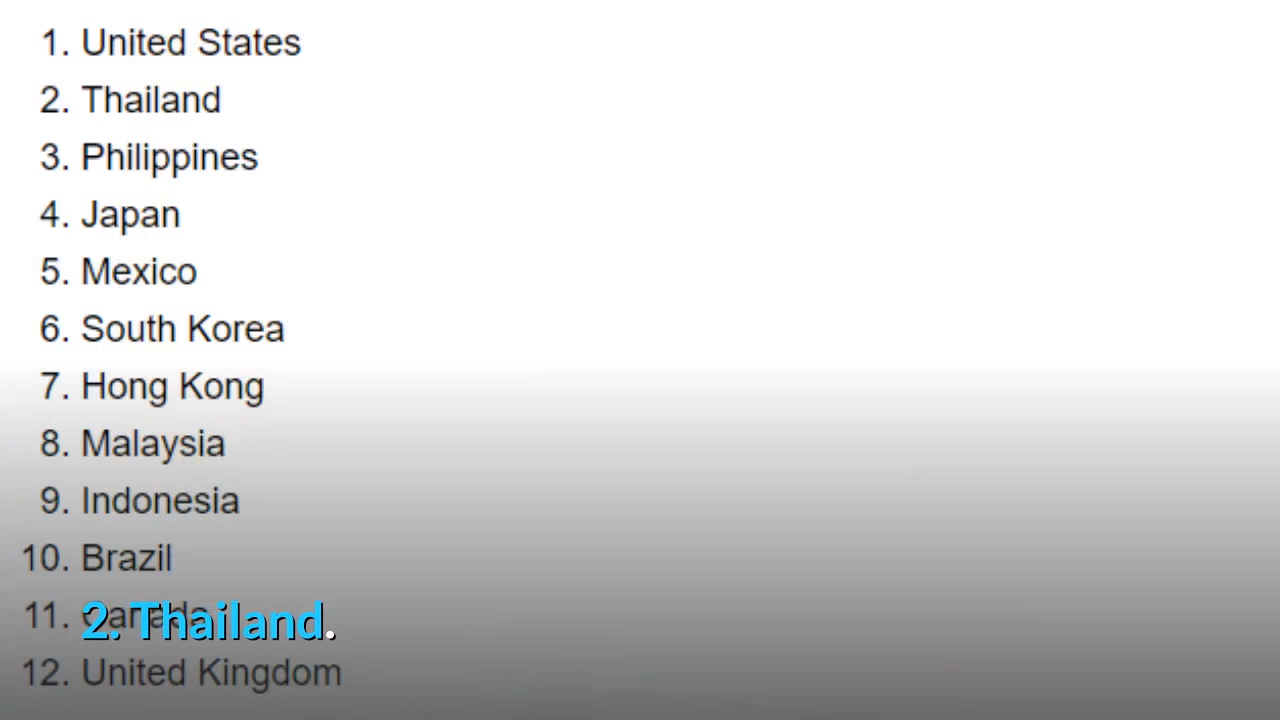 1. United States
2. Thailand
3. Philippines
4. Japan
5. Mexico
6. South Korea
7. Hong Kong
8. Malaysia
9. Indonesia
10. Brazil
11. Canada
2. Thailand.
12. United Kingdom